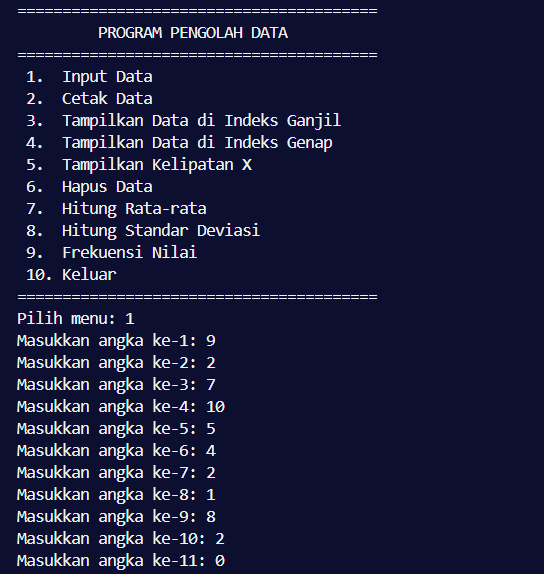 ========================================
PROGRAM PENGOLAH DATA
========================================
1. Input Data
2. Cetak Data
3. Tampilkan Data di Indeks Ganjil
4. Tampilkan Data di Indeks Genap
5. Tampilkan Kelipatan X
6. Hapus Data
7. Hitung Rata-rata
8. Hitung Standar Deviasi
9. Frekuensi Nilai
10. Keluar
========================================
Pilih menu: 1
Masukkan angka ke-1: 9
Masukkan angka ke-2: 2
Masukkan angka ke-3: 7
Masukkan angka ke-4: 10
Masukkan angka ke-5: 5
Masukkan angka ke-6: 4
Masukkan angka ke-7: 2
Masukkan angka ke-8: 1
Masukkan angka ke-9: 8
Masukkan angka ke-10: 2
Masukkan angka ke-11: 0